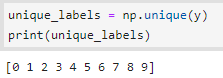 unique_labels = np.unique(y)
print(unique_labels)
[0 1 2 3 4 5 6 7 8 9]